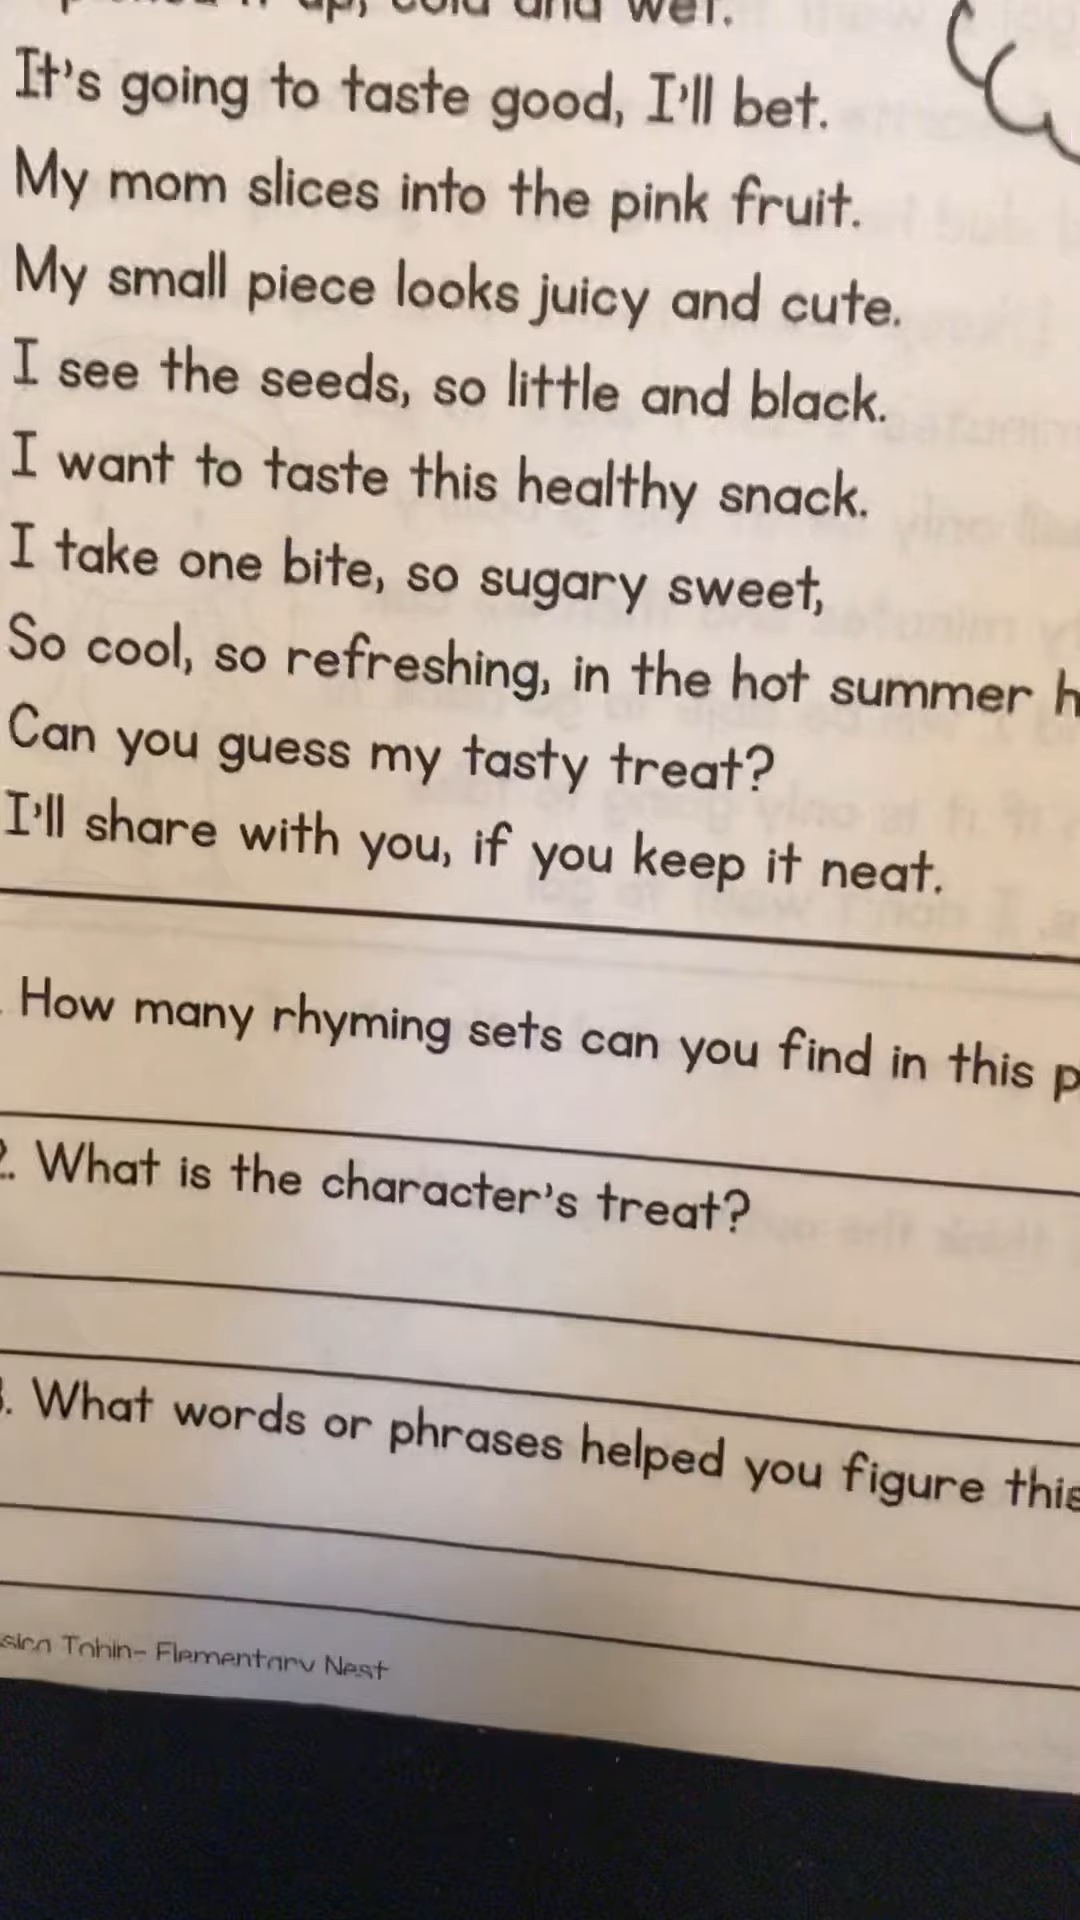 up, cold and wet.
It's going to taste good, I'll bet.
My mom slices into the pink fruit.
My small piece looks juicy and cute.
I see the seeds, so little and black.
I want to taste this healthy snack.
I take one bite, so sugary sweet,
So cool, so refreshing, in the hot summer h
Can you guess my tasty treat?
I'll share with you, if you keep it neat.
How many rhyming sets can you find in this p
2. What is the character's treat?
3. What words or phrases helped you figure this
Tobin- Elementary Nest